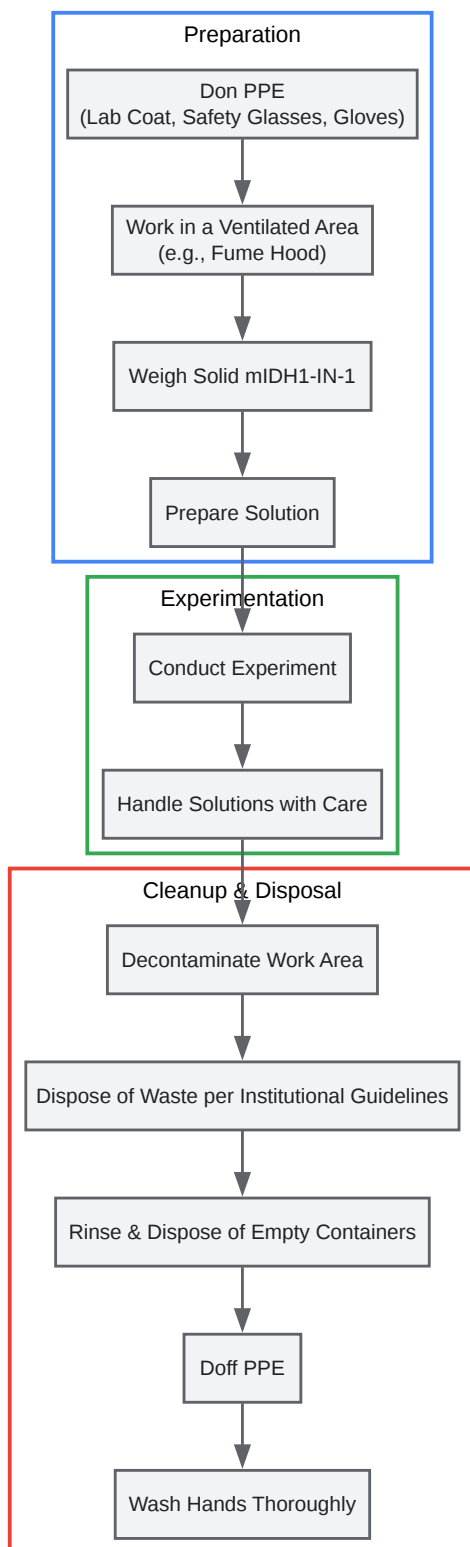 Preparation
Don PPE
(Lab Coat, Safety Glasses, Gloves)
Work in a Ventilated Area
(e.g., Fume Hood)
Weigh Solid mIDH1-IN-1
Prepare Solution
Experimentation
Conduct Experiment
Handle Solutions with Care
Cleanup & Disposal
Decontaminate Work Area
Dispose of Waste per Institutional Guidelines
Rinse & Dispose of Empty Containers
Doff PPE
Wash Hands Thoroughly